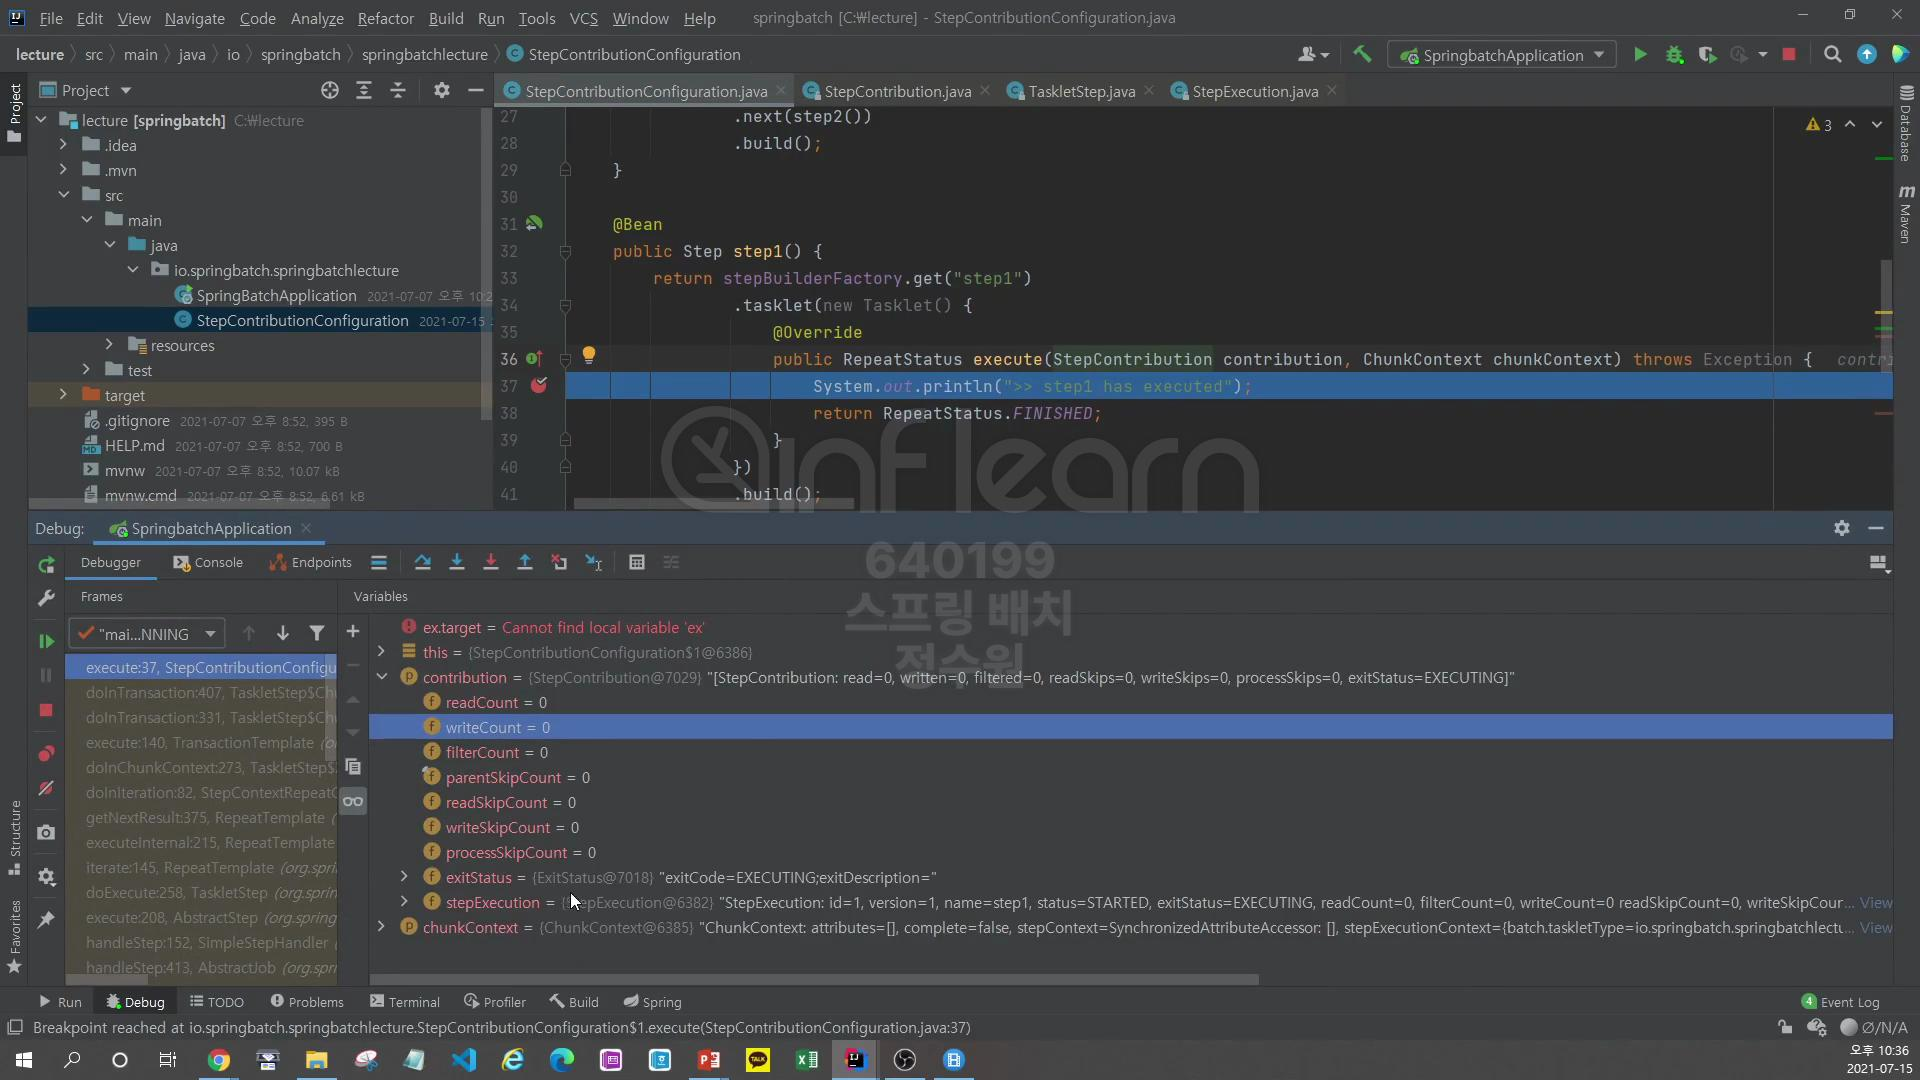 File Edit View Navigate Code Analyze Refactor Build Run Tools VCS Window Help springbatch [C:₩lecture] - StepContributionConfiguration.java
lecture src main java io springbatch springbatchlecture StepContributionConfiguration SpringbatchApplication
Project
StepContributionConfiguration.java StepContribution.java TaskletStep.java StepExecution.java
Project
Structure
Favorites
Database
Maven
lecture [springbatch] C:₩lecture
.idea
.mvn
src
main
java
io.springbatch.springbatchlecture
SpringBatchApplication 2021-07-07 오후 10:2
StepContributionConfiguration 2021-07-15
resources
test
target
.gitignore 2021-07-07 오후 8:52, 395 B
HELP.md 2021-07-07 오후 8:52, 700 B
mvnw 2021-07-07 오후 8:52, 10.07 kB
mvnw.cmd 2021-07-07 오후 8:52, 6.61 kB
3
27 .next(step2())
28 .build();
29 }
30
31 @Bean
32 public Step step1() {
33 return stepBuilderFactory.get("step1")
34 .tasklet(new Tasklet() {
35 @Override
36 public RepeatStatus execute(StepContribution contribution, ChunkContext chunkContext) throws Exception { contri
37 System.out.println(">> step1 has executed");
38 return RepeatStatus.FINISHED;
39 }
40 })
41 .build();
inflearn
640199
스프링 배치
정수원
Debug: SpringbatchApplication
Debugger Console Endpoints
Frames
Variables
"mai...NNING
execute:37, StepContributionConfigu
doInTransaction:407, TaskletStep$Chu
doInTransaction:331, TaskletStep$Chu
execute:140, TransactionTemplate (o
doInChunkContext:273, TaskletStep$
doInIteration:82, StepContextRepeatC
getNextResult:375, RepeatTemplate (
executeInternal:215, RepeatTemplate
iterate:145, RepeatTemplate (org.spr
doExecute:258, TaskletStep (org.sprin
execute:208, AbstractStep (org.spring
handleStep:152, SimpleStepHandler
handleStep:413, AbstractJob (org.spri
ex.target = Cannot find local variable 'ex'
this = {StepContributionConfiguration$1@6386}
contribution = {StepContribution@7029} "[StepContribution: read=0, written=0, filtered=0, readSkips=0, writeSkips=0, processSkips=0, exitStatus=EXECUTING]"
readCount = 0
writeCount = 0
filterCount = 0
parentSkipCount = 0
readSkipCount = 0
writeSkipCount = 0
processSkipCount = 0
exitStatus = {ExitStatus@7018} "exitCode=EXECUTING;exitDescription="
stepExecution = {StepExecution@6382} "StepExecution: id=1, version=1, name=step1, status=STARTED, exitStatus=EXECUTING, readCount=0, filterCount=0, writeCount=0 readSkipCount=0, writeSkipCour... View
chunkContext = {ChunkContext@6385} "ChunkContext: attributes=[], complete=false, stepContext=SynchronizedAttributeAccessor: [], stepExecutionContext={batch.taskletType=io.springbatch.springbatchlectu... View
Run Debug TODO Problems Terminal Profiler Build Spring 4 Event Log
Breakpoint reached at io.springbatch.springbatchlecture.StepContributionConfiguration$1.execute(StepContributionConfiguration.java:37) Ø/N/A
TALK
오후 10:36
2021-07-15